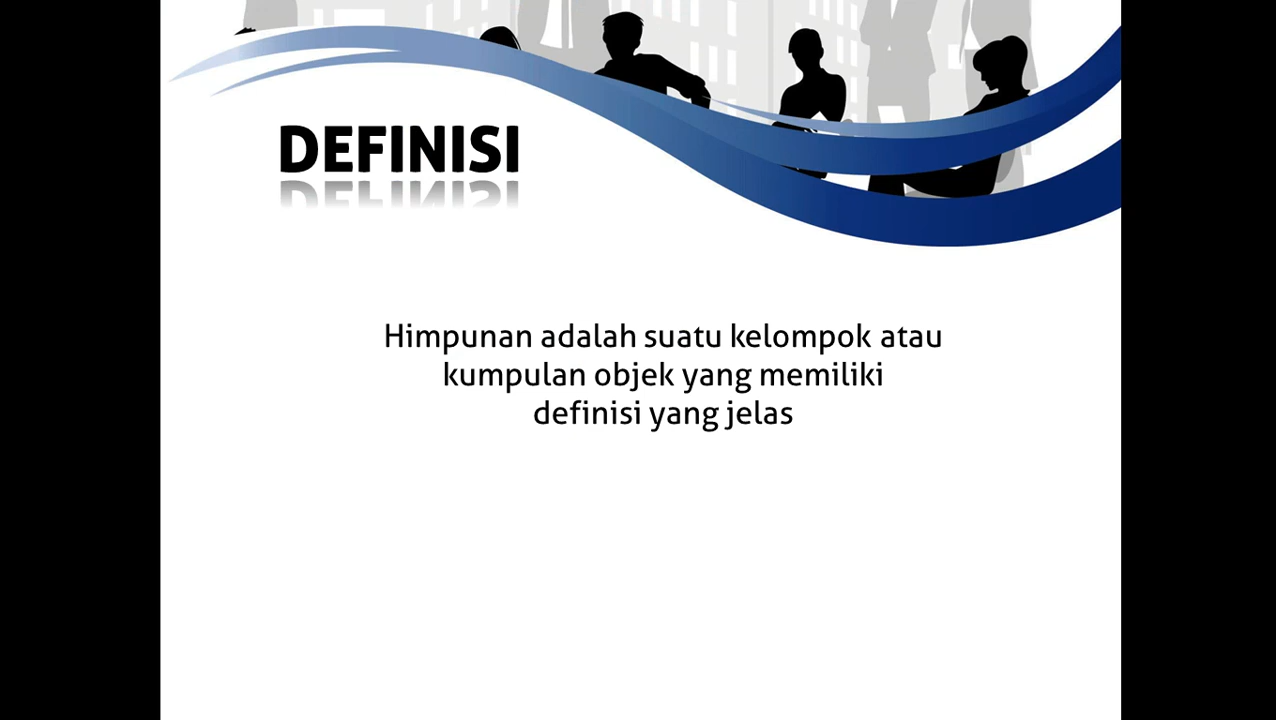 DEFINISI
Himpunan adalah suatu kelompok atau
kumpulan objek yang memiliki
definisi yang jelas